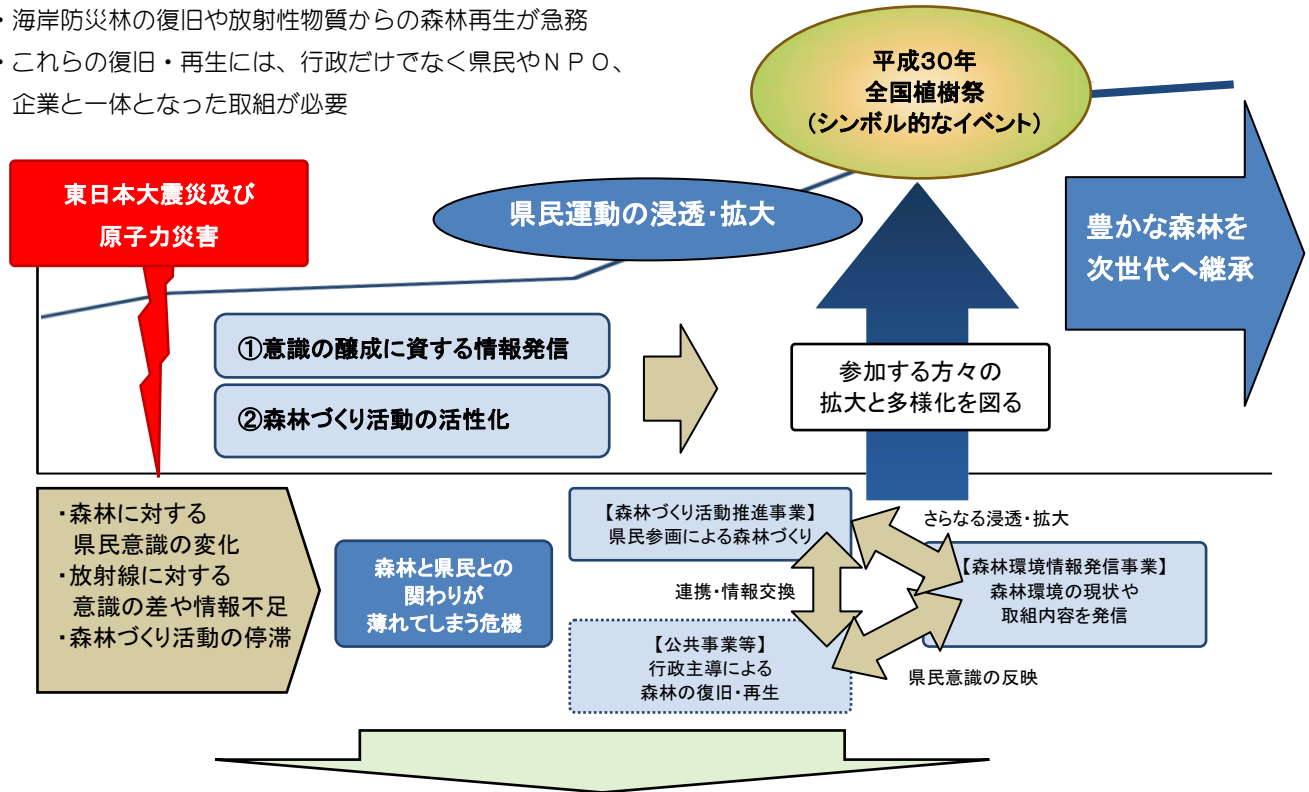 ・海岸防災林の復旧や放射性物質からの森林再生が急務
・これらの復旧・再生には、行政だけでなく県民やＮＰＯ、
企業と一体となった取組が必要
平成30年
全国植樹祭
(シンボル的なイベント)
東日本大震災及び
原子力災害
県民運動の浸透・拡大
豊かな森林を
次世代へ継承
①意識の醸成に資する情報発信
②森林づくり活動の活性化
参加する方々の
拡大と多様化を図る
・森林に対する
県民意識の変化
・放射線に対する
意識の差や情報不足
・森林づくり活動の停滞
森林と県民との
関わりが
薄れてしまう危機
【森林づくり活動推進事業】
県民参画による森林づくり
さらなる浸透・拡大
連携・情報交換
【森林環境情報発信事業】
森林環境の現状や
取組内容を発信
【公共事業等】
行政主導による
森林の復旧・再生
県民意識の反映